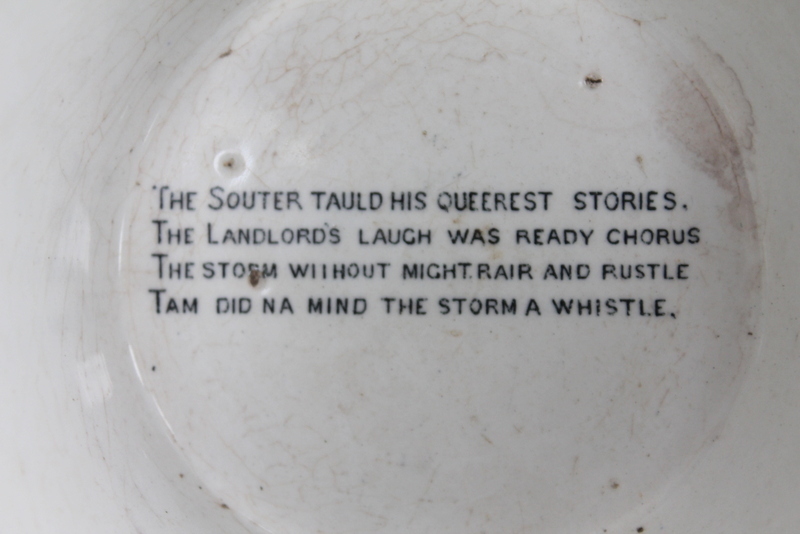 THE SOUTER TAULD HIS QUEEREST STORIES.
THE LANDLORD'S LAUGH WAS READY CHORUS
THE STORM WITHOUT MIGHT RAIR AND RUSTLE
TAM DID NA MIND THE STORM A WHISTLE.